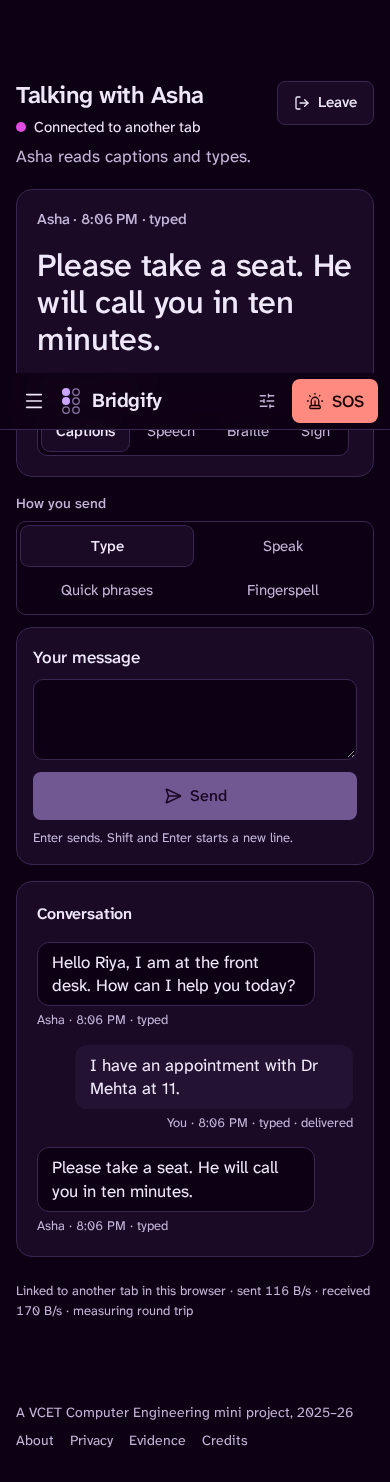 Talking with Asha
Leave
Connected to another tab
Asha reads captions and types.
Asha · 8:06 PM · typed
Please take a seat. He
will call you in ten
minutes.
Bridgify
SOS
Captions Speech Braille Sign
How you send
Type Speak
Quick phrases Fingerspell
Your message
Send
Enter sends. Shift and Enter starts a new line.
Conversation
Hello Riya, I am at the front
desk. How can I help you today?
Asha · 8:06 PM · typed
I have an appointment with Dr
Mehta at 11.
You · 8:06 PM · typed · delivered
Please take a seat. He will call
you in ten minutes.
Asha · 8:06 PM · typed
Linked to another tab in this browser · sent 116 B/s · received
170 B/s · measuring round trip
A VCET Computer Engineering mini project, 2025–26
About Privacy Evidence Credits